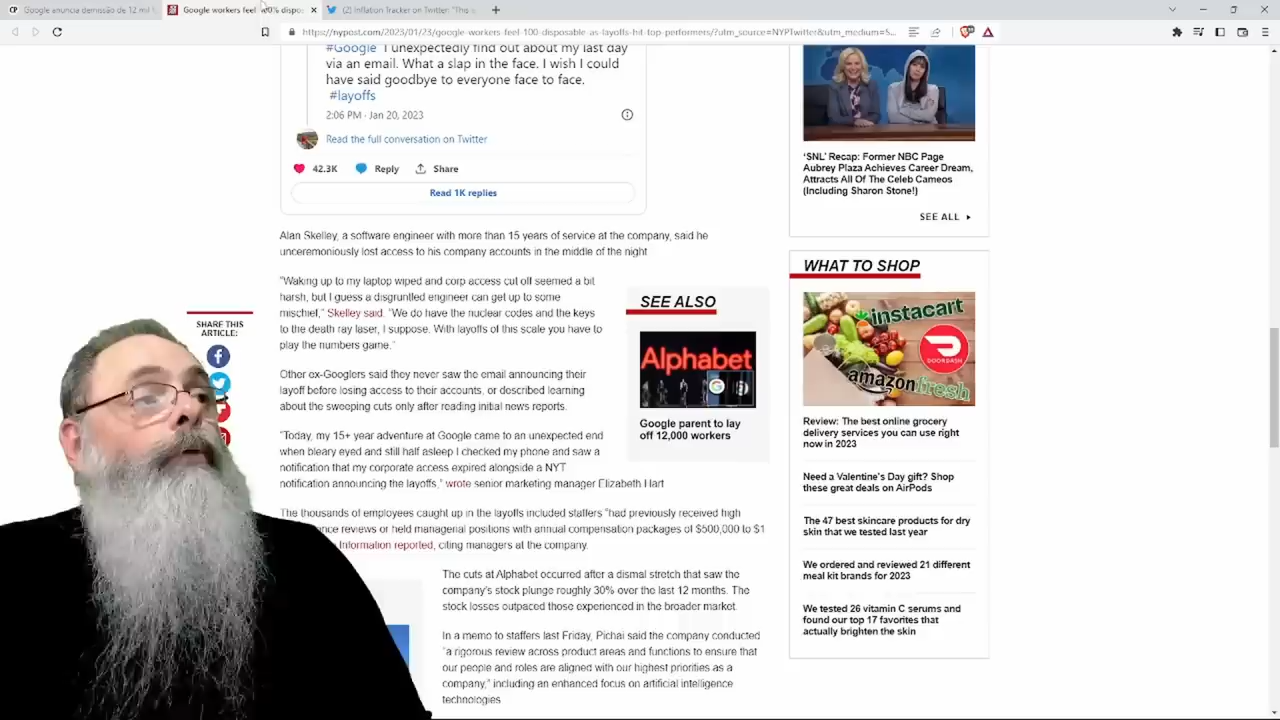 Google anuncia demissão de 12 mil
Google workers feel 100% dispos
(2) Inflation Tracker on Twitter: "This
https://nypost.com/2023/01/23/google-workers-feel-100-disposable-as-layoffs-hit-top-performers/?utm_source=NYPTwitter&utm_medium=S...
#Google I unexpectedly find out about my last day
via an email. What a slap in the face. I wish I could
have said goodbye to everyone face to face.
#layoffs
2:06 PM · Jan 20, 2023
Read the full conversation on Twitter
42.3K Reply Share
Read 1K replies
Alan Skelley, a software engineer with more than 15 years of service at the company, said he
unceremoniously lost access to his company accounts in the middle of the night
"Waking up to my laptop wiped and corp access cut off seemed a bit
harsh, but I guess a disgruntled engineer can get up to some
mischief," Skelley said. "We do have the nuclear codes and the keys
to the death ray laser, I suppose. With layoffs of this scale you have to
play the numbers game."
Other ex-Googlers said they never saw the email announcing their
layoff before losing access to their accounts, or described learning
about the sweeping cuts only after reading initial news reports.
"Today, my 15+ year adventure at Google came to an unexpected end
when bleary eyed and still half asleep I checked my phone and saw a
notification that my corporate access expired alongside a NYT
notification announcing the layoffs," wrote senior marketing manager Elizabeth Hart
The thousands of employees caught up in the layoffs included staffers "had previously received high
ance reviews or held managerial positions with annual compensation packages of $500,000 to $1
Information reported, citing managers at the company.
The cuts at Alphabet occurred after a dismal stretch that saw the
company's stock plunge roughly 30% over the last 12 months. The
stock losses outpaced those experienced in the broader market.
In a memo to staffers last Friday, Pichai said the company conducted
"a rigorous review across product areas and functions to ensure that
our people and roles are aligned with our highest priorities as a
company," including an enhanced focus on artificial intelligence
technologies
SHARE THIS
ARTICLE:
SEE ALSO
Alphabet
Google parent to lay
off 12,000 workers
'SNL' Recap: Former NBC Page
Aubrey Plaza Achieves Career Dream,
Attracts All Of The Celeb Cameos
(Including Sharon Stone!)
SEE ALL
WHAT TO SHOP
instacart
DOORDASH
amazonfresh
Review: The best online grocery
delivery services you can use right
now in 2023
Need a Valentine's Day gift? Shop
these great deals on AirPods
The 47 best skincare products for dry
skin that we tested last year
We ordered and reviewed 21 different
meal kit brands for 2023
We tested 26 vitamin C serums and
found our top 17 favorites that
actually brighten the skin